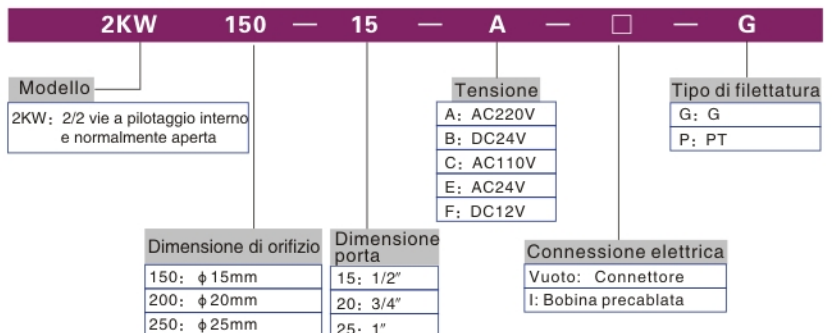 2KW 150 — 15 — A — □ — G
Modello
2KW: 2/2 vie a pilotaggio interno
e normalmente aperta
Tensione
A: AC220V
B: DC24V
C: AC110V
E: AC24V
F: DC12V
Tipo di filettatura
G: G
P: PT
Dimensione di orifizio
150: ϕ15mm
200: ϕ20mm
250: ϕ25mm
Dimensione
porta
15: 1/2″
20: 3/4″
25: 1″
Connessione elettrica
Vuoto: Connettore
I: Bobina precablata